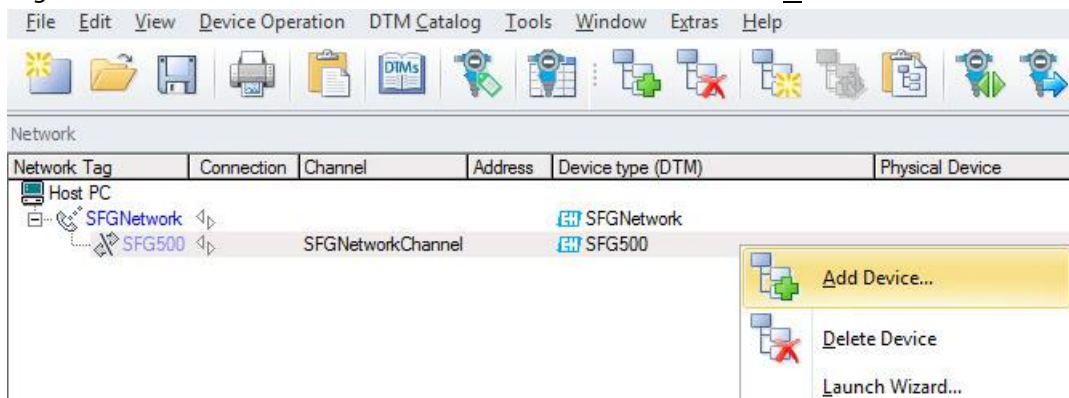 File Edit View Device Operation DTM Catalog Tools Window Extras Help
DTMs
Network
Network Tag Connection Channel Address Device type (DTM) Physical Device
Host PC
SFGNetwork SFGNetwork
SFG500 SFGNetworkChannel SFG500
Add Device...
Delete Device
Launch Wizard...